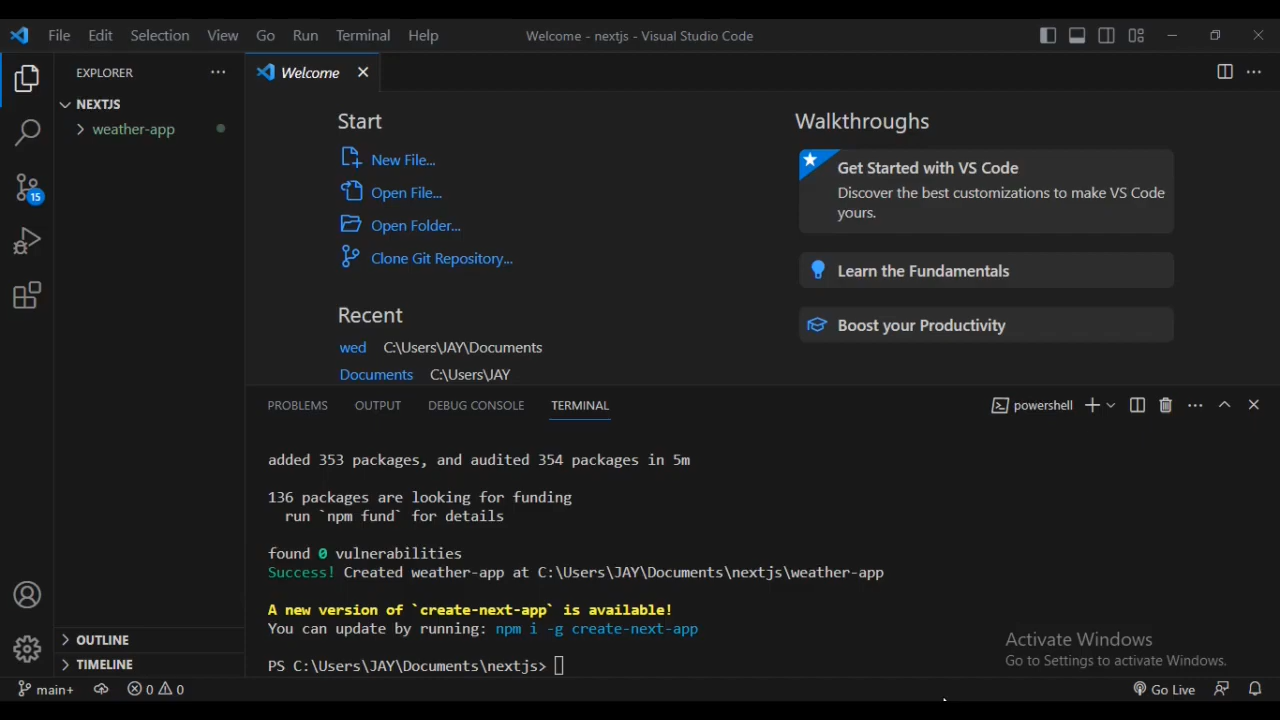 File Edit Selection View Go Run Terminal Help
Welcome - nextjs - Visual Studio Code
EXPLORER
Welcome
NEXTJS
weather-app
15
Start
New File...
Open File...
Open Folder...
Clone Git Repository...
Recent
wed C:\Users\JAY\Documents
Documents C:\Users\JAY
Walkthroughs
Get Started with VS Code
Discover the best customizations to make VS Code
yours.
Learn the Fundamentals
Boost your Productivity
PROBLEMS OUTPUT DEBUG CONSOLE TERMINAL
powershell
added 353 packages, and audited 354 packages in 5m
136 packages are looking for funding
run `npm fund` for details
found 0 vulnerabilities
Success! Created weather-app at C:\Users\JAY\Documents\nextjs\weather-app
A new version of `create-next-app` is available!
You can update by running: npm i -g create-next-app
PS C:\Users\JAY\Documents\nextjs>
Activate Windows
Go to Settings to activate Windows.
OUTLINE
TIMELINE
main+
0 0
Go Live